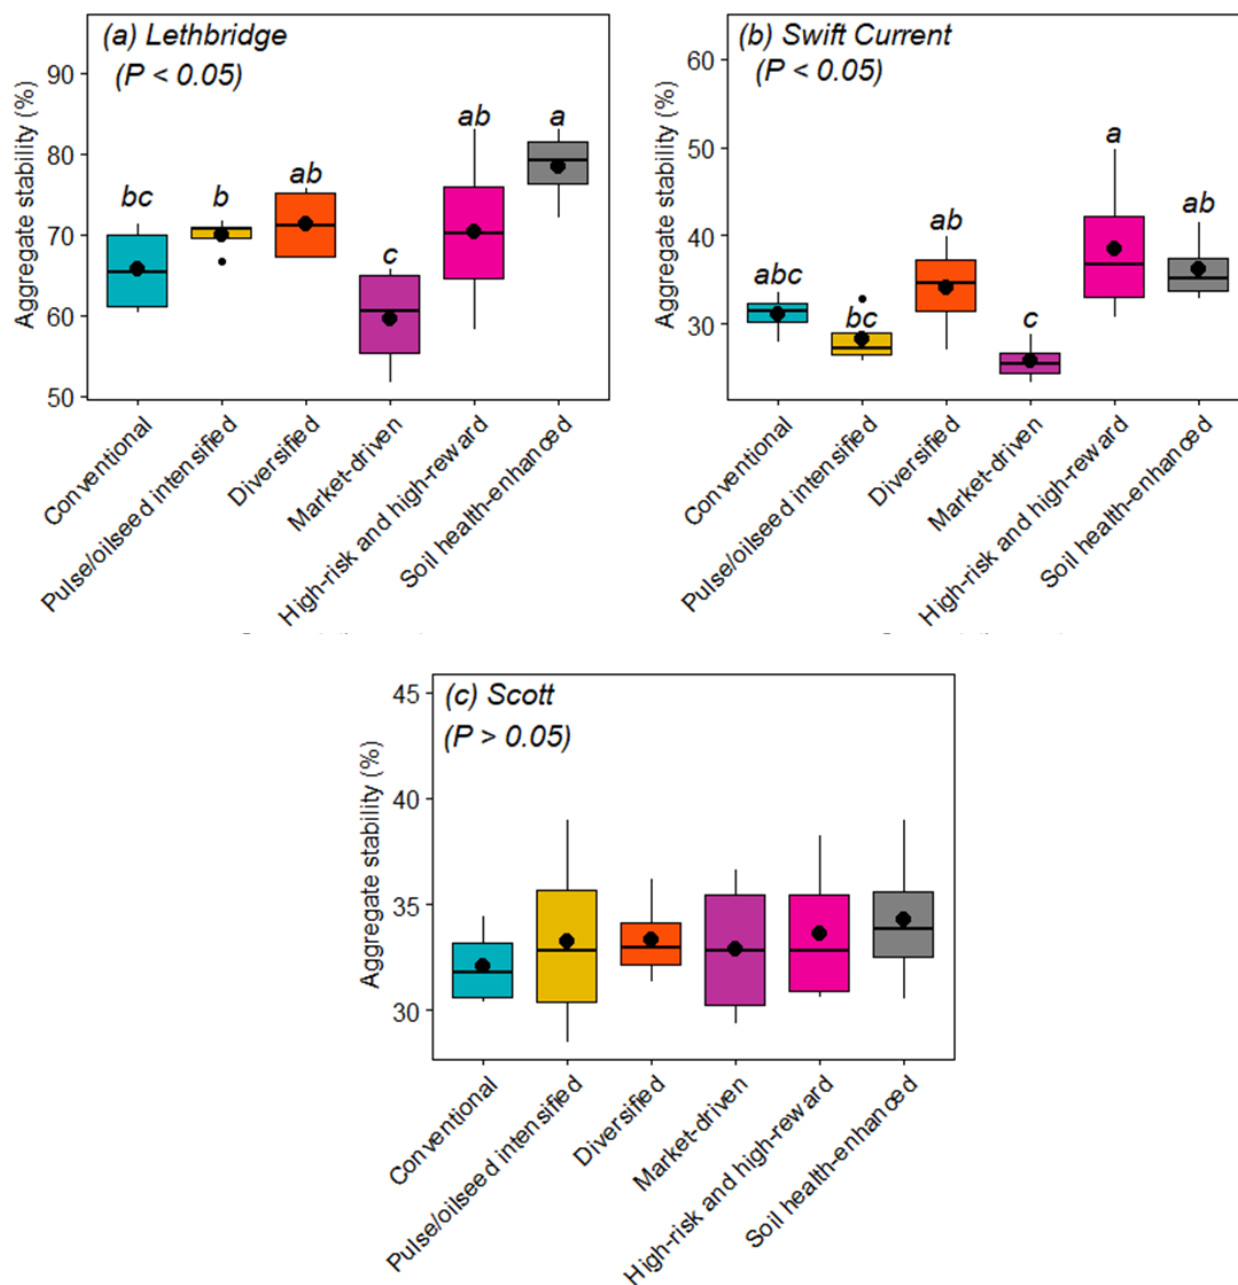 (a) Lethbridge
(P < 0.05)
Aggregate stability (%)
90
80
70
60
50
bc
b
ab
c
ab
a
Conventional
Pulse/oilseed intensified
Diversified
Market-driven
High-risk and high-reward
Soil health-enhanced
(b) Swift Current
(P < 0.05)
Aggregate stability (%)
60
50
40
30
abc
bc
ab
c
a
ab
Conventional
Pulse/oilseed intensified
Diversified
Market-driven
High-risk and high-reward
Soil health-enhanced
(c) Scott
(P > 0.05)
Aggregate stability (%)
45
40
35
30
Conventional
Pulse/oilseed intensified
Diversified
Market-driven
High-risk and high-reward
Soil health-enhanced